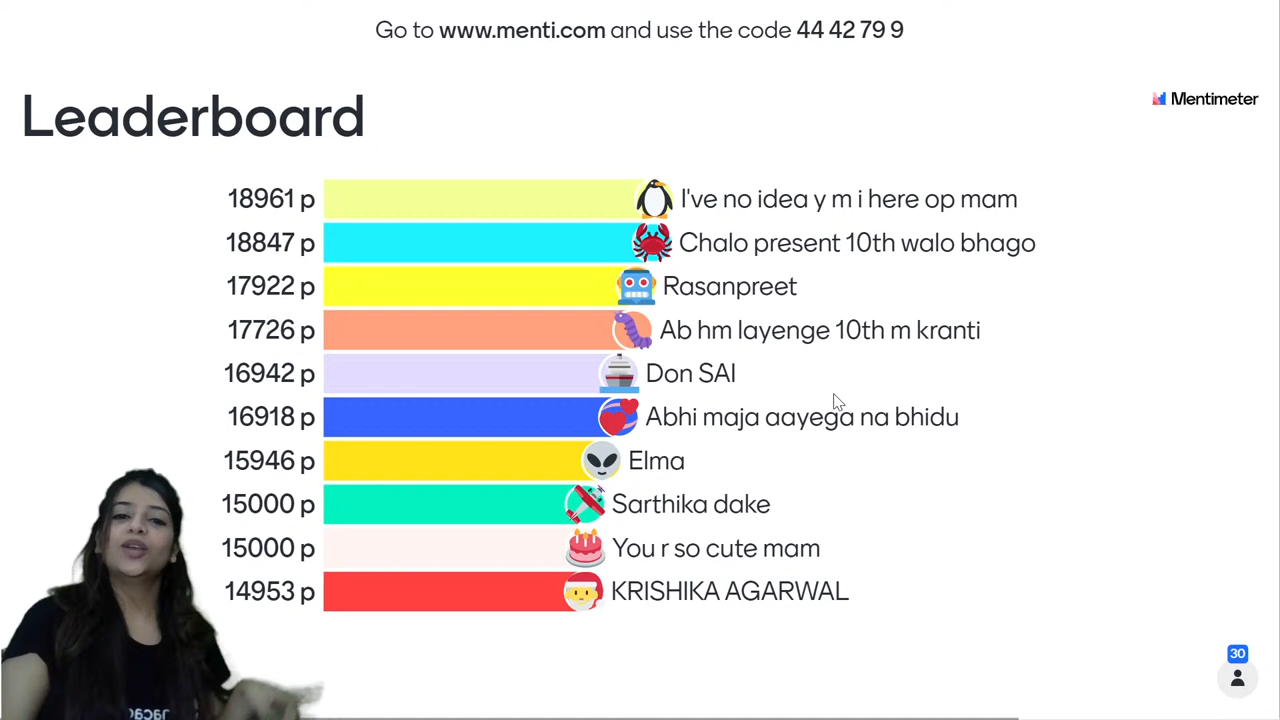 Go to www.menti.com and use the code 44 42 79 9
Leaderboard
Mentimeter
18961 p I've no idea y m i here op mam
18847 p Chalo present 10th walo bhago
17922 p Rasanpreet
17726 p Ab hm layenge 10th m kranti
16942 p Don SAI
16918 p Abhi maja aayega na bhidu
15946 p Elma
15000 p Sarthika dake
15000 p You r so cute mam
14953 p KRISHIKA AGARWAL
30